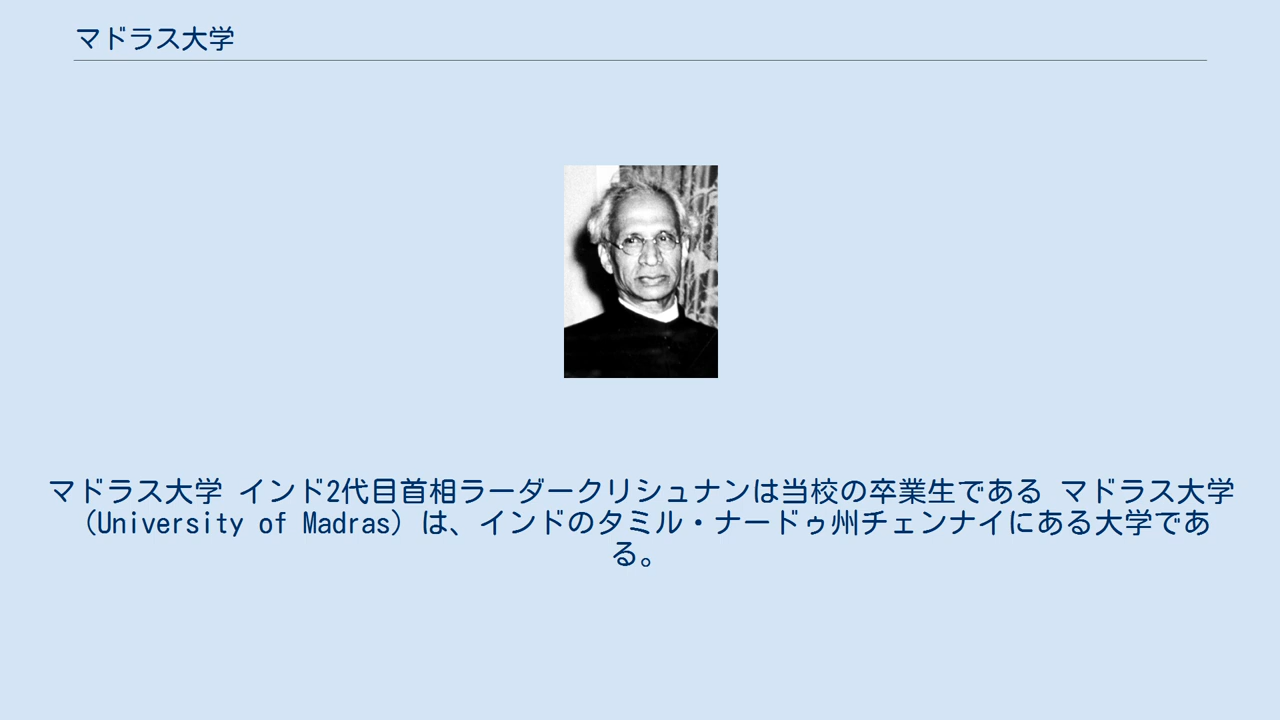 マドラス大学
マドラス大学 インド2代目首相ラーダークリシュナンは当校の卒業生である マドラス大学
（University of Madras）は、インドのタミル・ナードゥ州チェンナイにある大学であ
る。